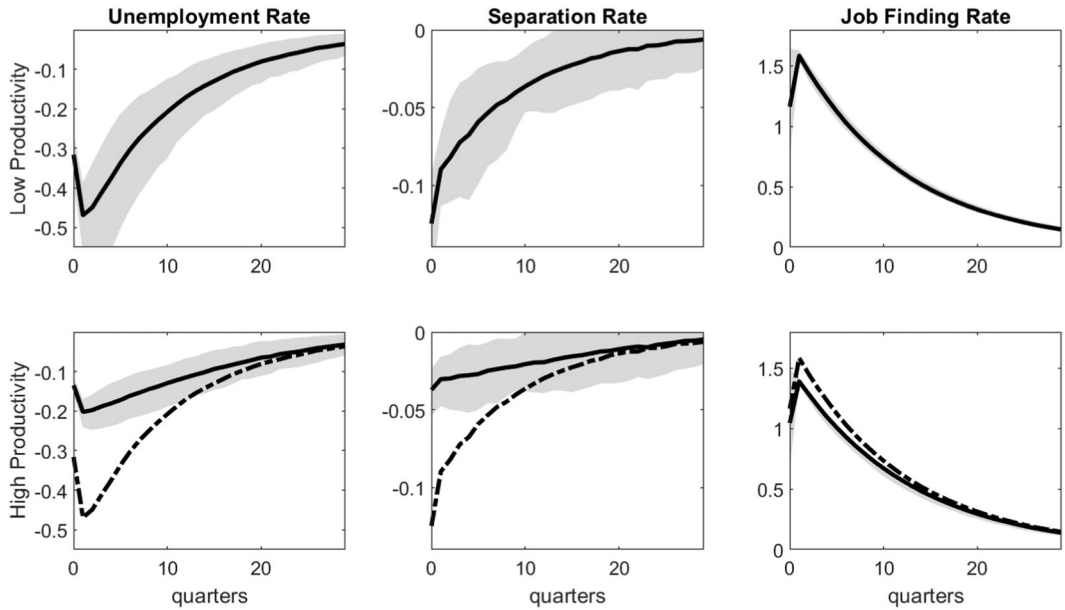 Unemployment Rate
Separation Rate
Job Finding Rate
Low Productivity
-0.1
-0.2
-0.3
-0.4
-0.5
0 10 20
0
-0.05
-0.1
0 10 20
1.5
1
0.5
0
0 10 20
High Productivity
-0.1
-0.2
-0.3
-0.4
-0.5
0 10 20
quarters
0
-0.05
-0.1
0 10 20
quarters
1.5
1
0.5
0
0 10 20
quarters